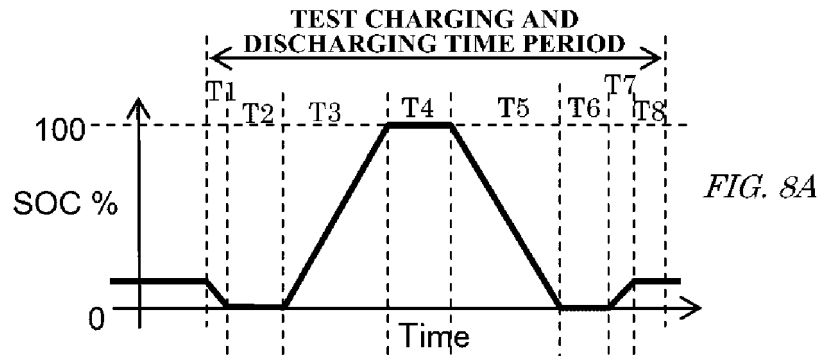 TEST CHARGING AND
DISCHARGING TIME PERIOD
T1 T2 T3 T4 T5 T6 T7 T8
100
SOC %
FIG. 8A
0
Time